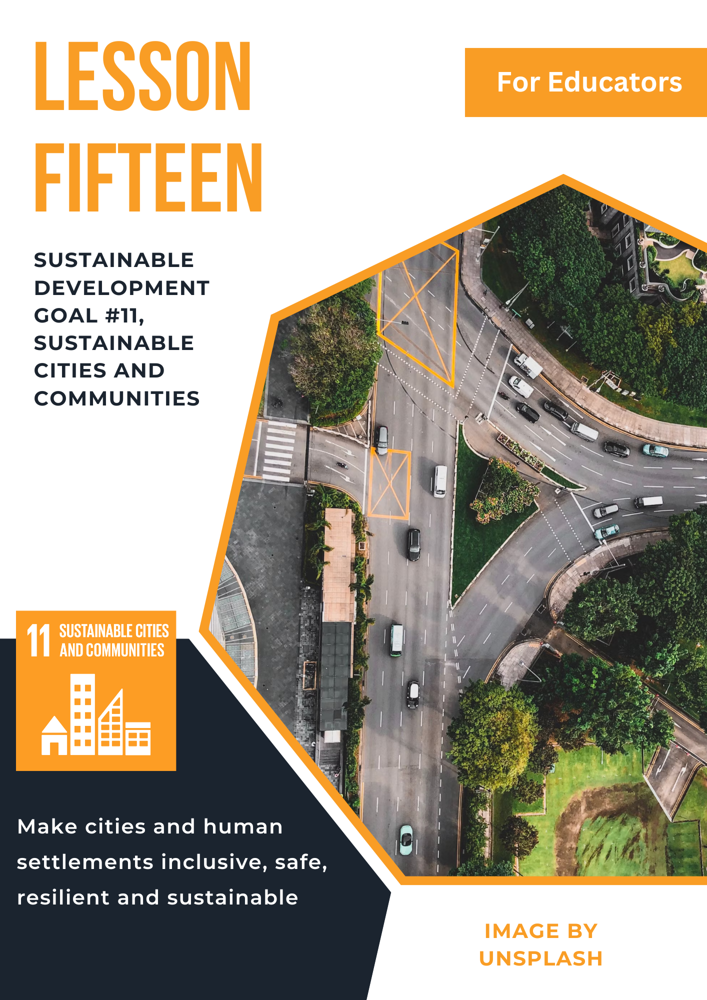 LESSON
FIFTEEN
For Educators
SUSTAINABLE
DEVELOPMENT
GOAL #11,
SUSTAINABLE
CITIES AND
COMMUNITIES
11 SUSTAINABLE CITIES
AND COMMUNITIES
Make cities and human
settlements inclusive, safe,
resilient and sustainable
IMAGE BY
UNSPLASH